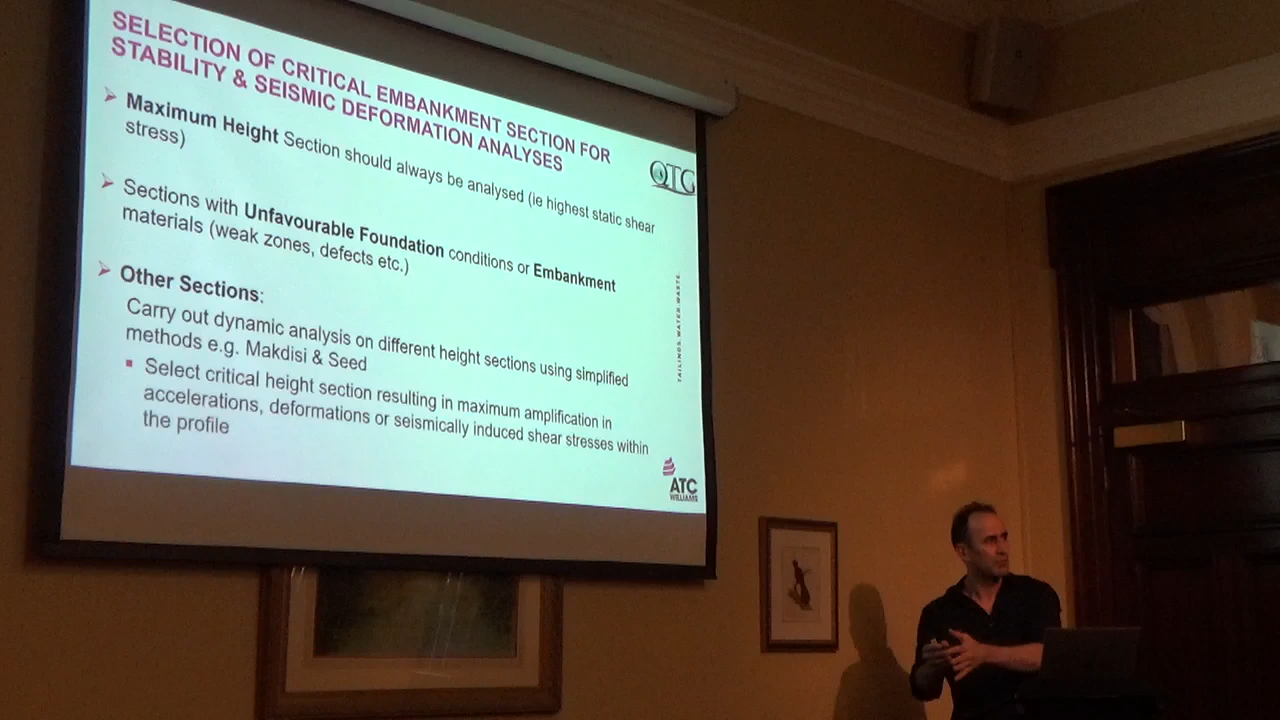 SELECTION OF CRITICAL EMBANKMENT SECTION FOR
STABILITY & SEISMIC DEFORMATION ANALYSES
Maximum Height Section should always be analysed (ie highest static shear
stress)
QTG
Sections with Unfavourable Foundation conditions or Embankment
materials (weak zones, defects etc.)
Other Sections:
Carry out dynamic analysis on different height sections using simplified
methods e.g. Makdisi & Seed
Select critical height section resulting in maximum amplification in
accelerations, deformations or seismically induced shear stresses within
the profile
TAILINGS. WATER. WASTE.
ATC
WILLIAMS